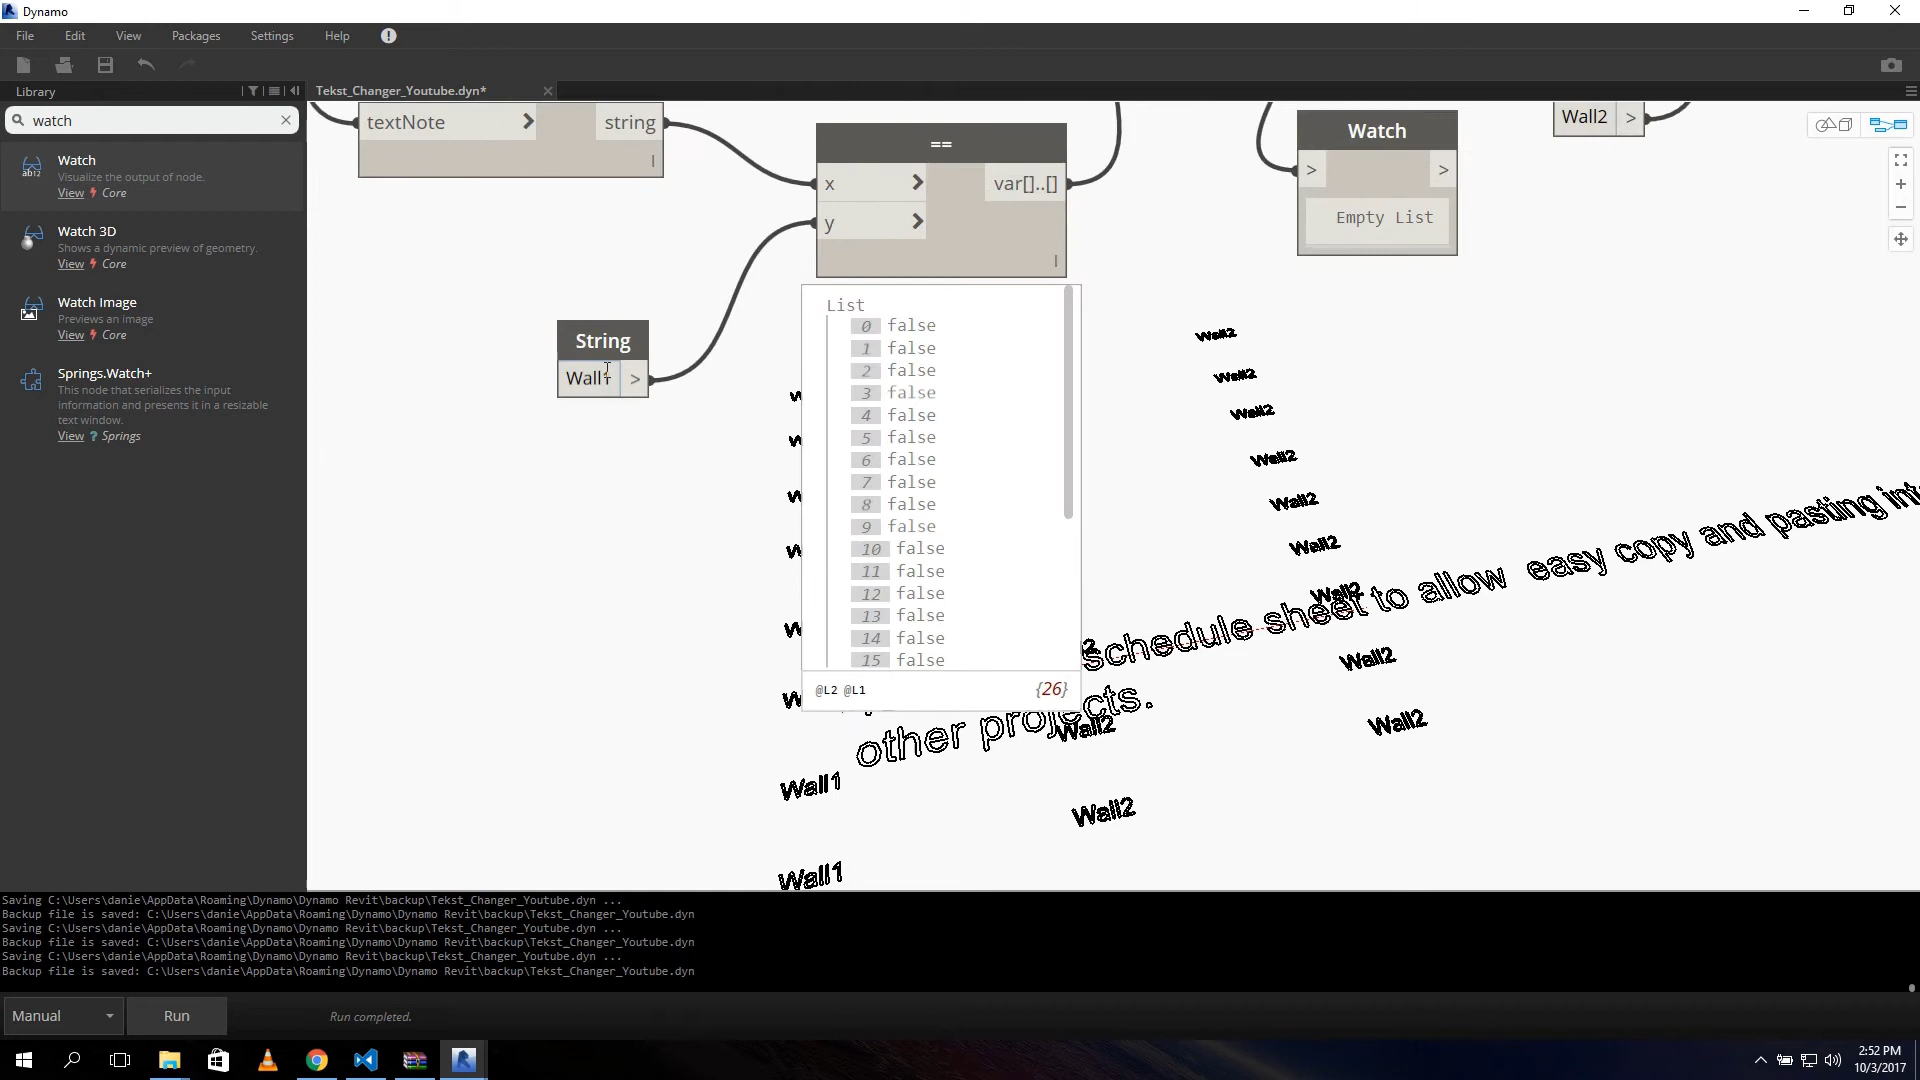 Dynamo
File Edit View Packages Settings Help
Library
Tekst_Changer_Youtube.dyn*
watch
Watch
Visualize the output of node.
View Core
Watch 3D
Shows a dynamic preview of geometry.
View Core
Watch Image
Previews an image
View Core
Springs.Watch+
This node that serializes the input
information and presents it in a resizable
text window.
View ? Springs
textNote > string
l
==
x > var[]..[]
y >
l
Watch
> >
Empty List
Wall2 >
String
Wall1 >
List
0 false
1 false
2 false
3 false
4 false
5 false
6 false
7 false
8 false
9 false
10 false
11 false
12 false
13 false
14 false
15 false
@L2 @L1 {26}
Wall2
Wall2
Wall2
Wall2
Wall2
Wall2
Wall2
Wall2
Wall2
schedule sheet to allow easy copy and pasting int
other projects.
Wall2
Wall2
Wall1
Wall1
Saving C:\Users\danie\AppData\Roaming\Dynamo\Dynamo Revit\backup\Tekst_Changer_Youtube.dyn ...
Backup file is saved: C:\Users\danie\AppData\Roaming\Dynamo\Dynamo Revit\backup\Tekst_Changer_Youtube.dyn
Saving C:\Users\danie\AppData\Roaming\Dynamo\Dynamo Revit\backup\Tekst_Changer_Youtube.dyn ...
Backup file is saved: C:\Users\danie\AppData\Roaming\Dynamo\Dynamo Revit\backup\Tekst_Changer_Youtube.dyn
Saving C:\Users\danie\AppData\Roaming\Dynamo\Dynamo Revit\backup\Tekst_Changer_Youtube.dyn ...
Backup file is saved: C:\Users\danie\AppData\Roaming\Dynamo\Dynamo Revit\backup\Tekst_Changer_Youtube.dyn
Manual Run Run completed.
2:52 PM
10/3/2017